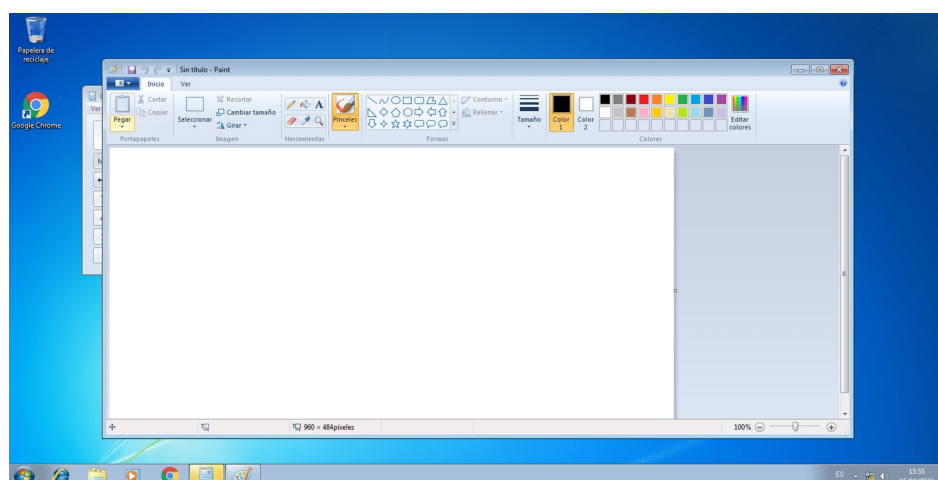 Papelera de
reciclaje
Google Chrome
Sin título - Paint
Inicio
Ver
Ver
Pegar
Cortar
Copiar
Portapapeles
Seleccionar
Recortar
Cambiar tamaño
Girar
Imagen
A
Herramientas
Pinceles
Contorno
Rellenar
Formas
Tamaño
Color
1
Color
2
Editar
colores
Colores
960 × 484píxeles
100%
ES
15:55